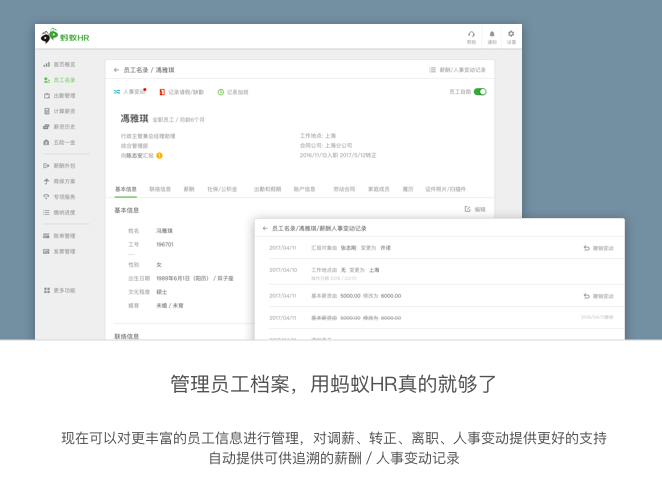 蚂蚁HR
帮助
通知
设置
首页概览
员工名录
出勤管理
计算薪资
薪资历史
五险一金
薪酬外包
商保方案
专项服务
缴纳进度
账单管理
发票管理
更多功能
← 员工名录 / 馮雅琪
薪酬/人事变动记录
人事变动
记录请假/缺勤
记录加班
员工自助
馮雅琪 全职员工 / 司龄6个月
行政主管兼总经理助理
综合管理部
向陈志安汇报
工作地点: 上海
合同公司: 上海分公司
2016/11/12入职 2017/5/12转正
基本信息 联络信息 薪酬 社保/公积金 出勤和假期 账户信息 劳动合同 家庭成员 履历 证件照片/扫描件
基本信息
编辑
姓名 冯雅琪
工号 196701
性别 女
出生日期 1989年6月1日（阳历） / 双子座
文化程度 硕士
婚育 未婚 / 未育
联络信息
← 员工名录/馮雅琪/薪酬人事变动记录
2017/04/11 汇报对象由 张志刚 变更为 许诺 撤销变动
2017/04/10 工作地点由 无 变更为 上海
2017/04/11 基本薪资由 5000.00 修改为 6000.00 撤销变动
2017/04/11 基本薪资由 5000.00 修改为 6000.00
管理员工档案，用蚂蚁HR真的就够了
现在可以对更丰富的员工信息进行管理，对调薪、转正、离职、人事变动提供更好的支持
自动提供可供追溯的薪酬 / 人事变动记录